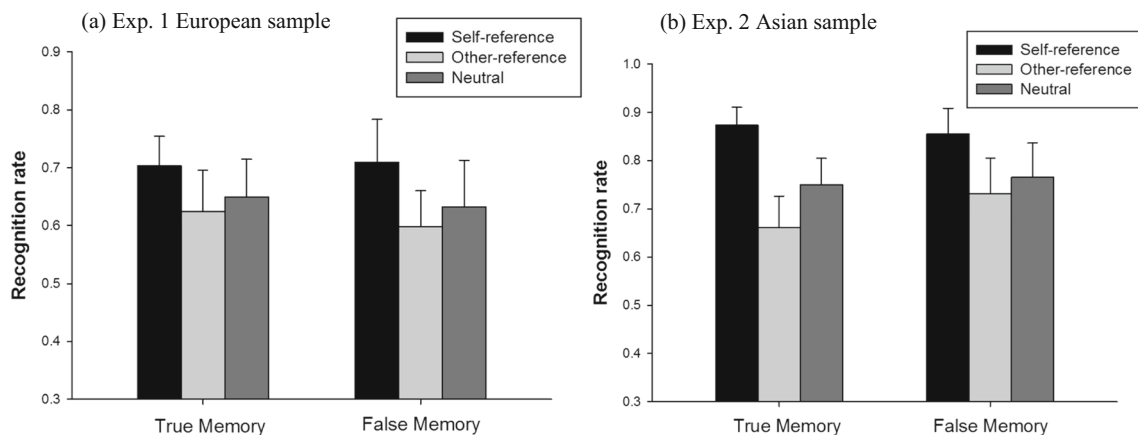 (a) Exp. 1 European sample
Self-reference
Other-reference
Neutral
0.9
0.8
0.7
0.6
0.5
0.4
0.3
Recognition rate
True Memory
False Memory
(b) Exp. 2 Asian sample
Self-reference
Other-reference
Neutral
1.0
0.9
0.8
0.7
0.6
0.5
0.4
0.3
Recognition rate
True Memory
False Memory